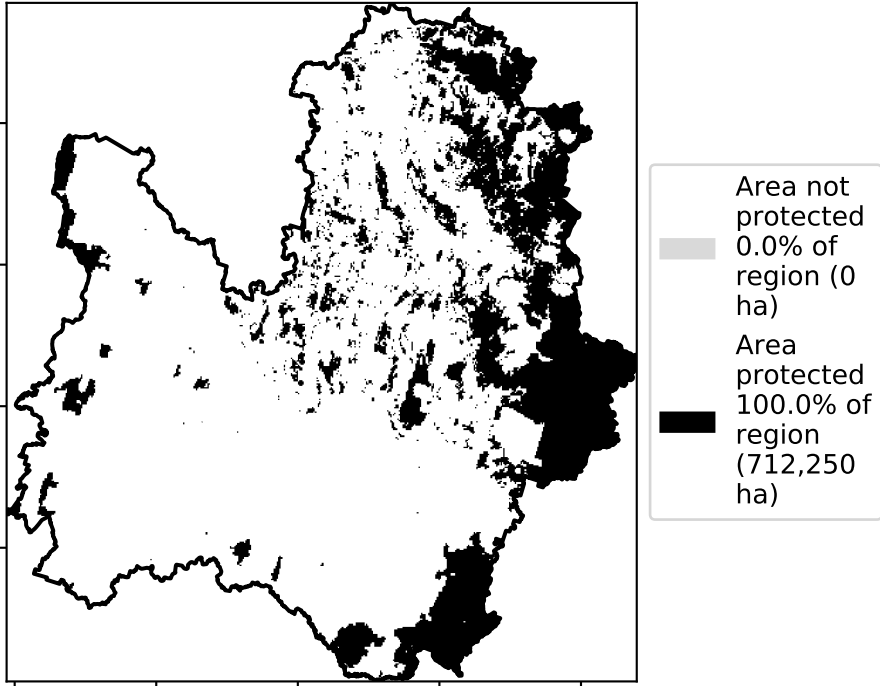 Area not
protected
0.0% of
region (0
ha)
Area
protected
100.0% of
region
(712,250
ha)